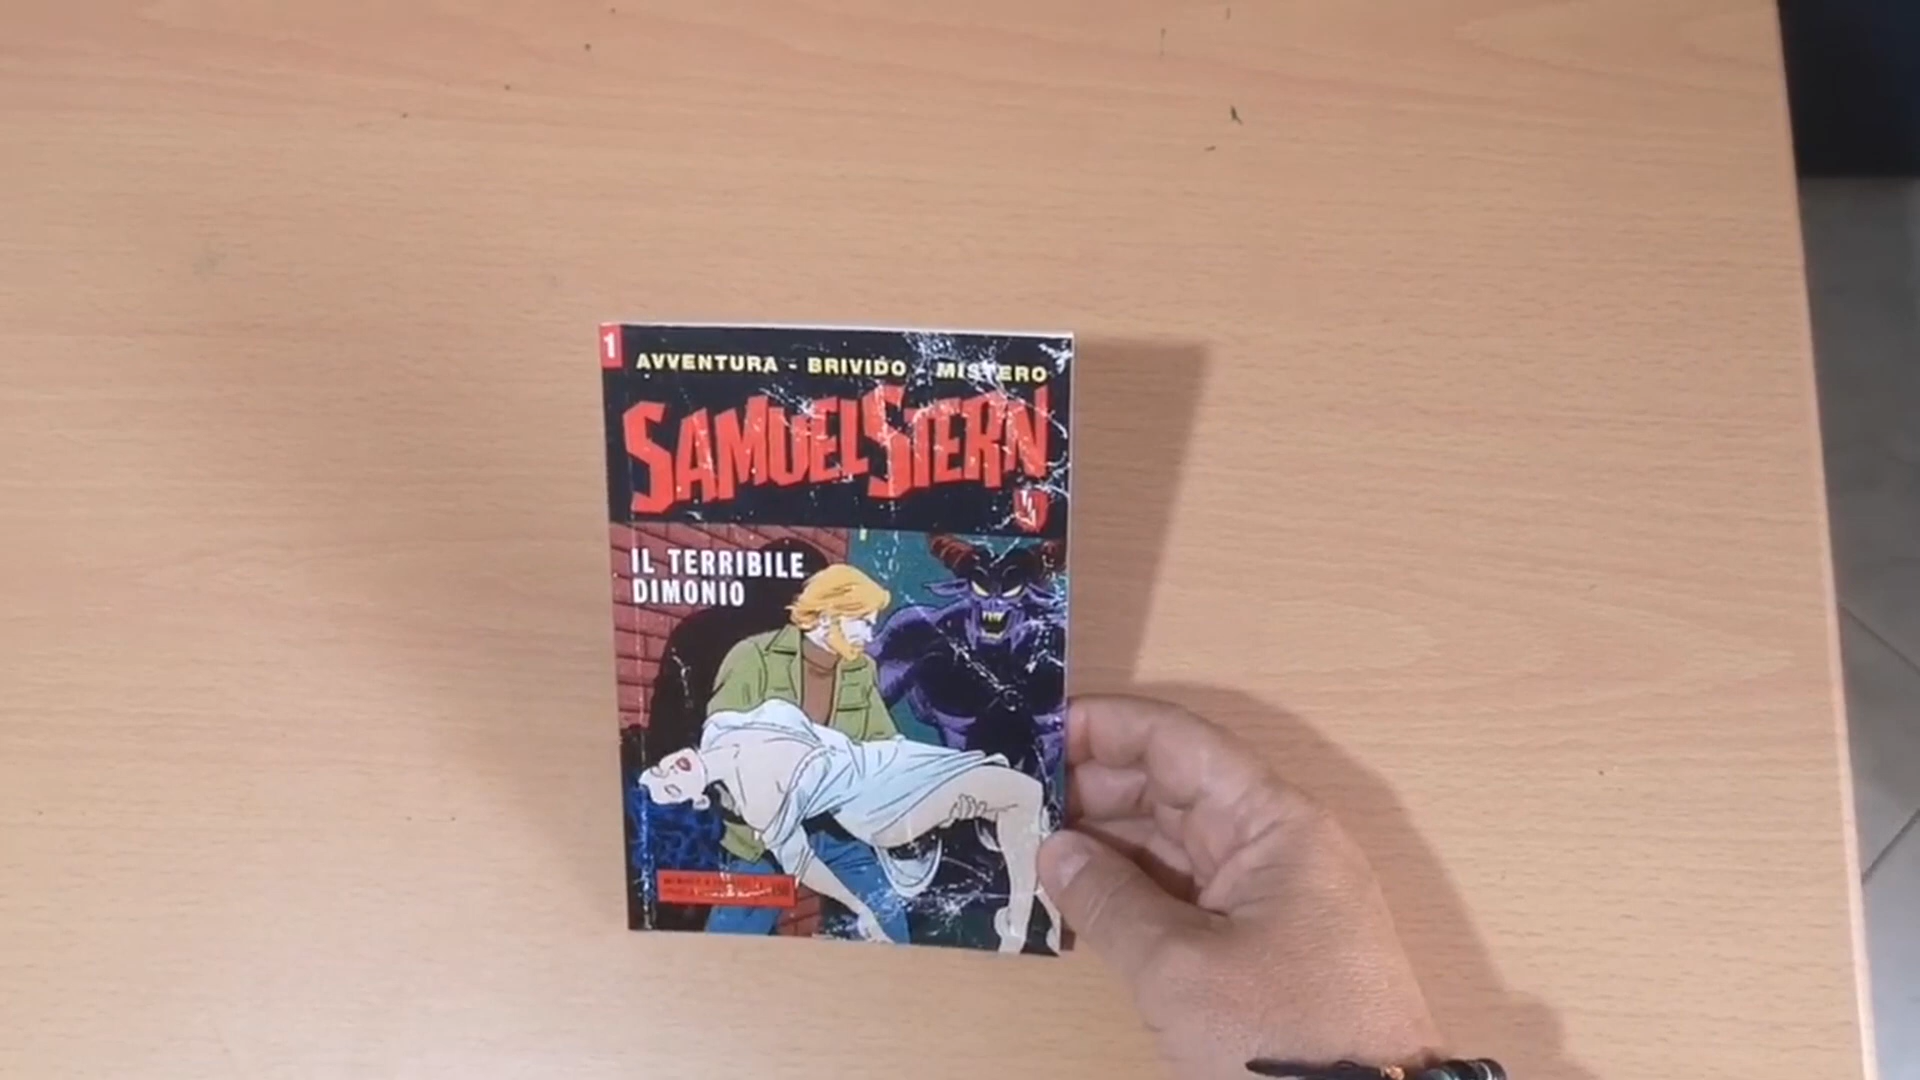 1
AVVENTURA - BRIVIDO - MISTERO
SAMUEL STERN
IL TERRIBILE
DIMONIO